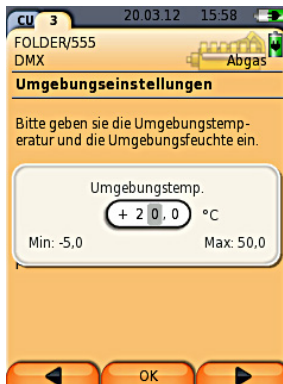 CU 3 20.03.12 15:58
FOLDER/555
DMX Abgas
Umgebungseinstellungen
Bitte geben sie die Umgebungstemp-
eratur und die Umgebungsfeuchte ein.
Umgebungstemp.
+ 2 0, 0 °C
Min: -5,0 Max: 50,0
OK